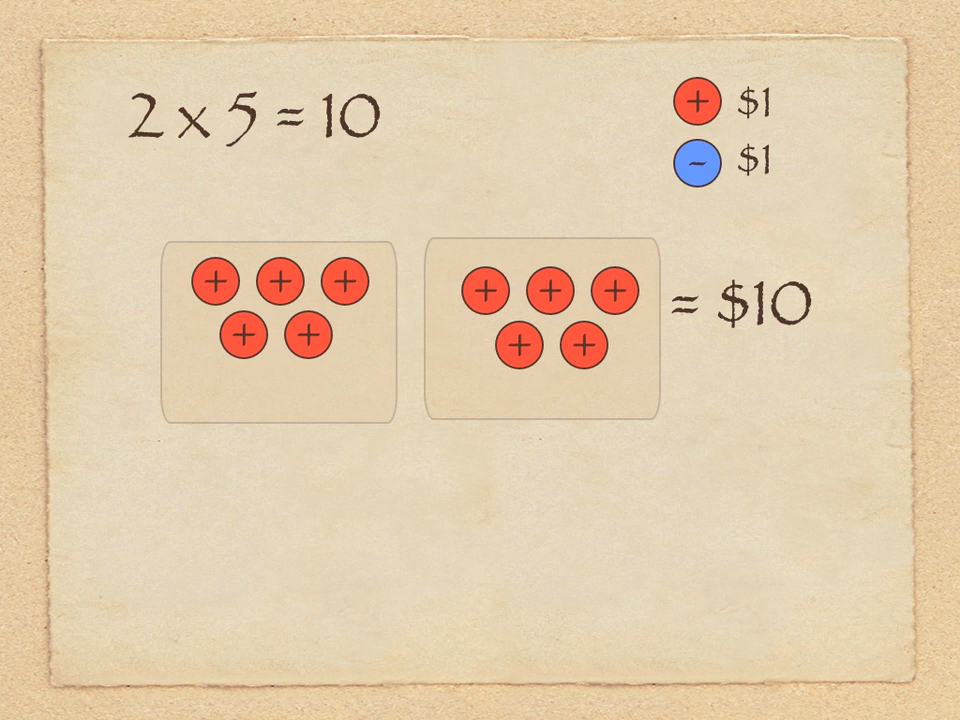 2 x 5 = 10
+ $1
- $1
+ + +
+ +
+ + +
+ +
= $10